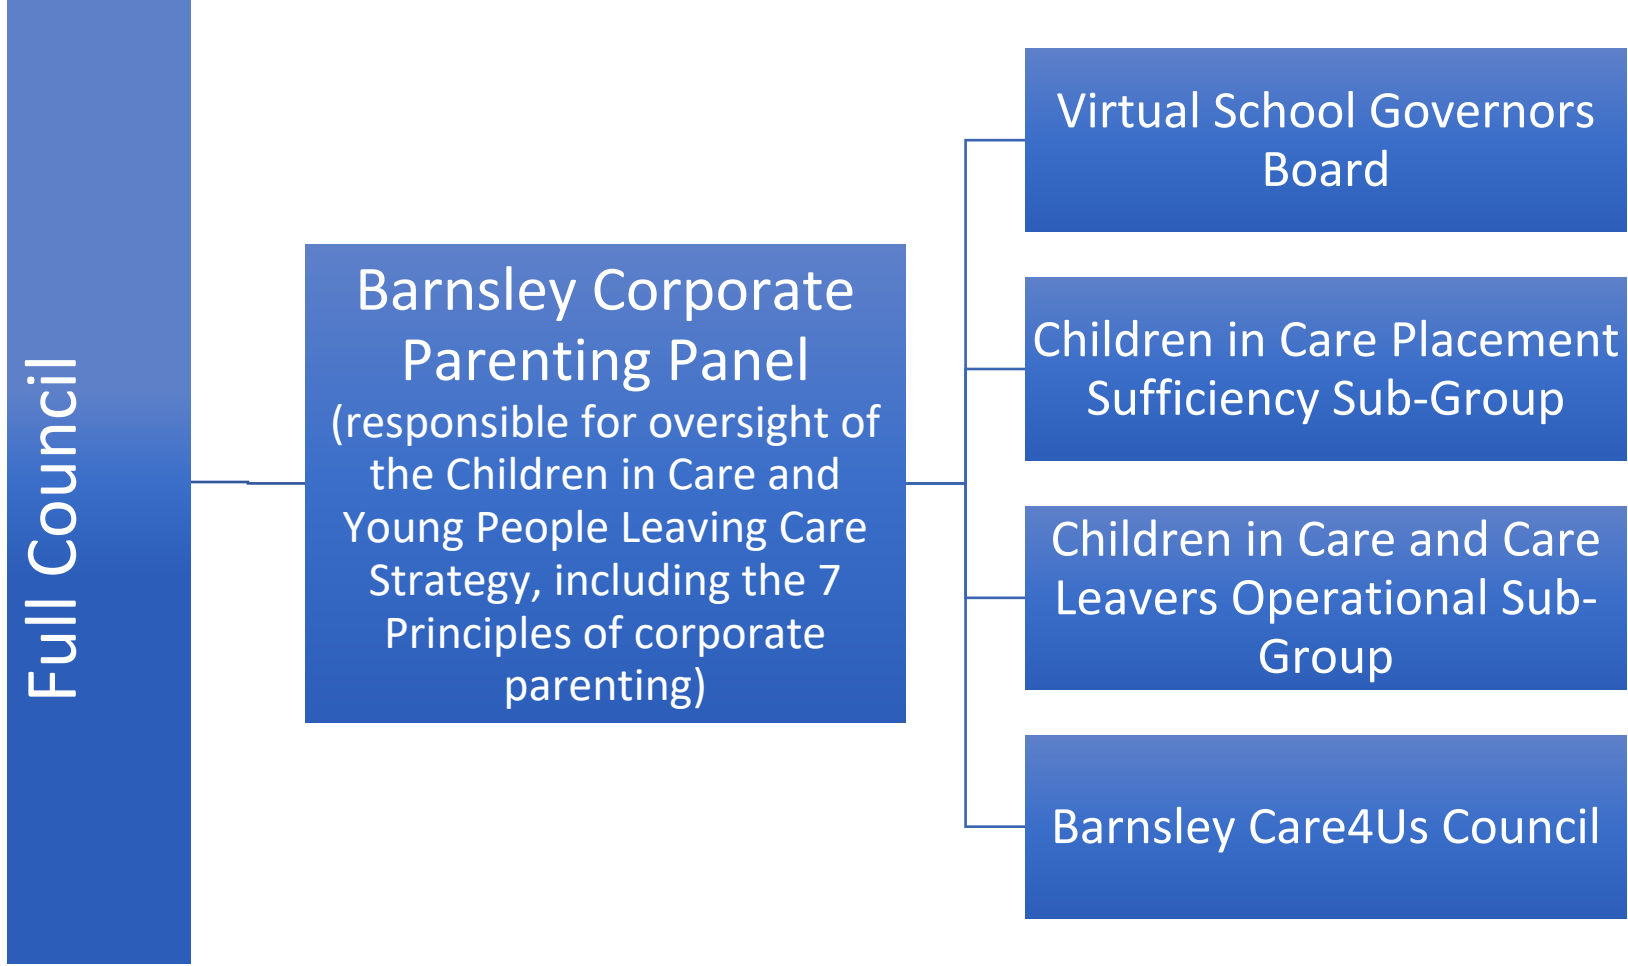 Full Council
Barnsley Corporate
Parenting Panel
(responsible for oversight of
the Children in Care and
Young People Leaving Care
Strategy, including the 7
Principles of corporate
parenting)
Virtual School Governors
Board
Children in Care Placement
Sufficiency Sub-Group
Children in Care and Care
Leavers Operational Sub-
Group
Barnsley Care4Us Council